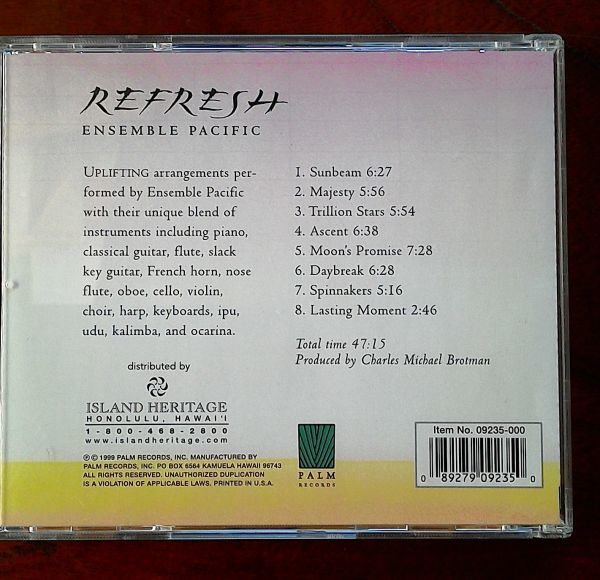 REFRESH
ENSEMBLE PACIFIC
UPLIFTING arrangements per-
formed by Ensemble Pacific
with their unique blend of
instruments including piano,
classical guitar, flute, slack
key guitar, French horn, nose
flute, oboe, cello, violin,
choir, harp, keyboards, ipu,
udu, kalimba, and ocarina.
1. Sunbeam 6:27
2. Majesty 5:56
3. Trillion Stars 5:54
4. Ascent 6:38
5. Moon's Promise 7:28
6. Daybreak 6:28
7. Spinnakers 5:16
8. Lasting Moment 2:46
Total time 47:15
Produced by Charles Michael Brotman
distributed by
ISLAND HERITAGE
HONOLULU, HAWAI'I
1-800-468-2800
www.islandheritage.com
℗ © 1999 PALM RECORDS, INC. MANUFACTURED BY
PALM RECORDS, INC. PO BOX 6564 KAMUELA HAWAII 96743
ALL RIGHTS RESERVED. UNAUTHORIZED DUPLICATION
IS A VIOLATION OF APPLICABLE LAWS. PRINTED IN U.S.A.
PALM
RECORDS
Item No. 09235-000
0 89279 09235 0